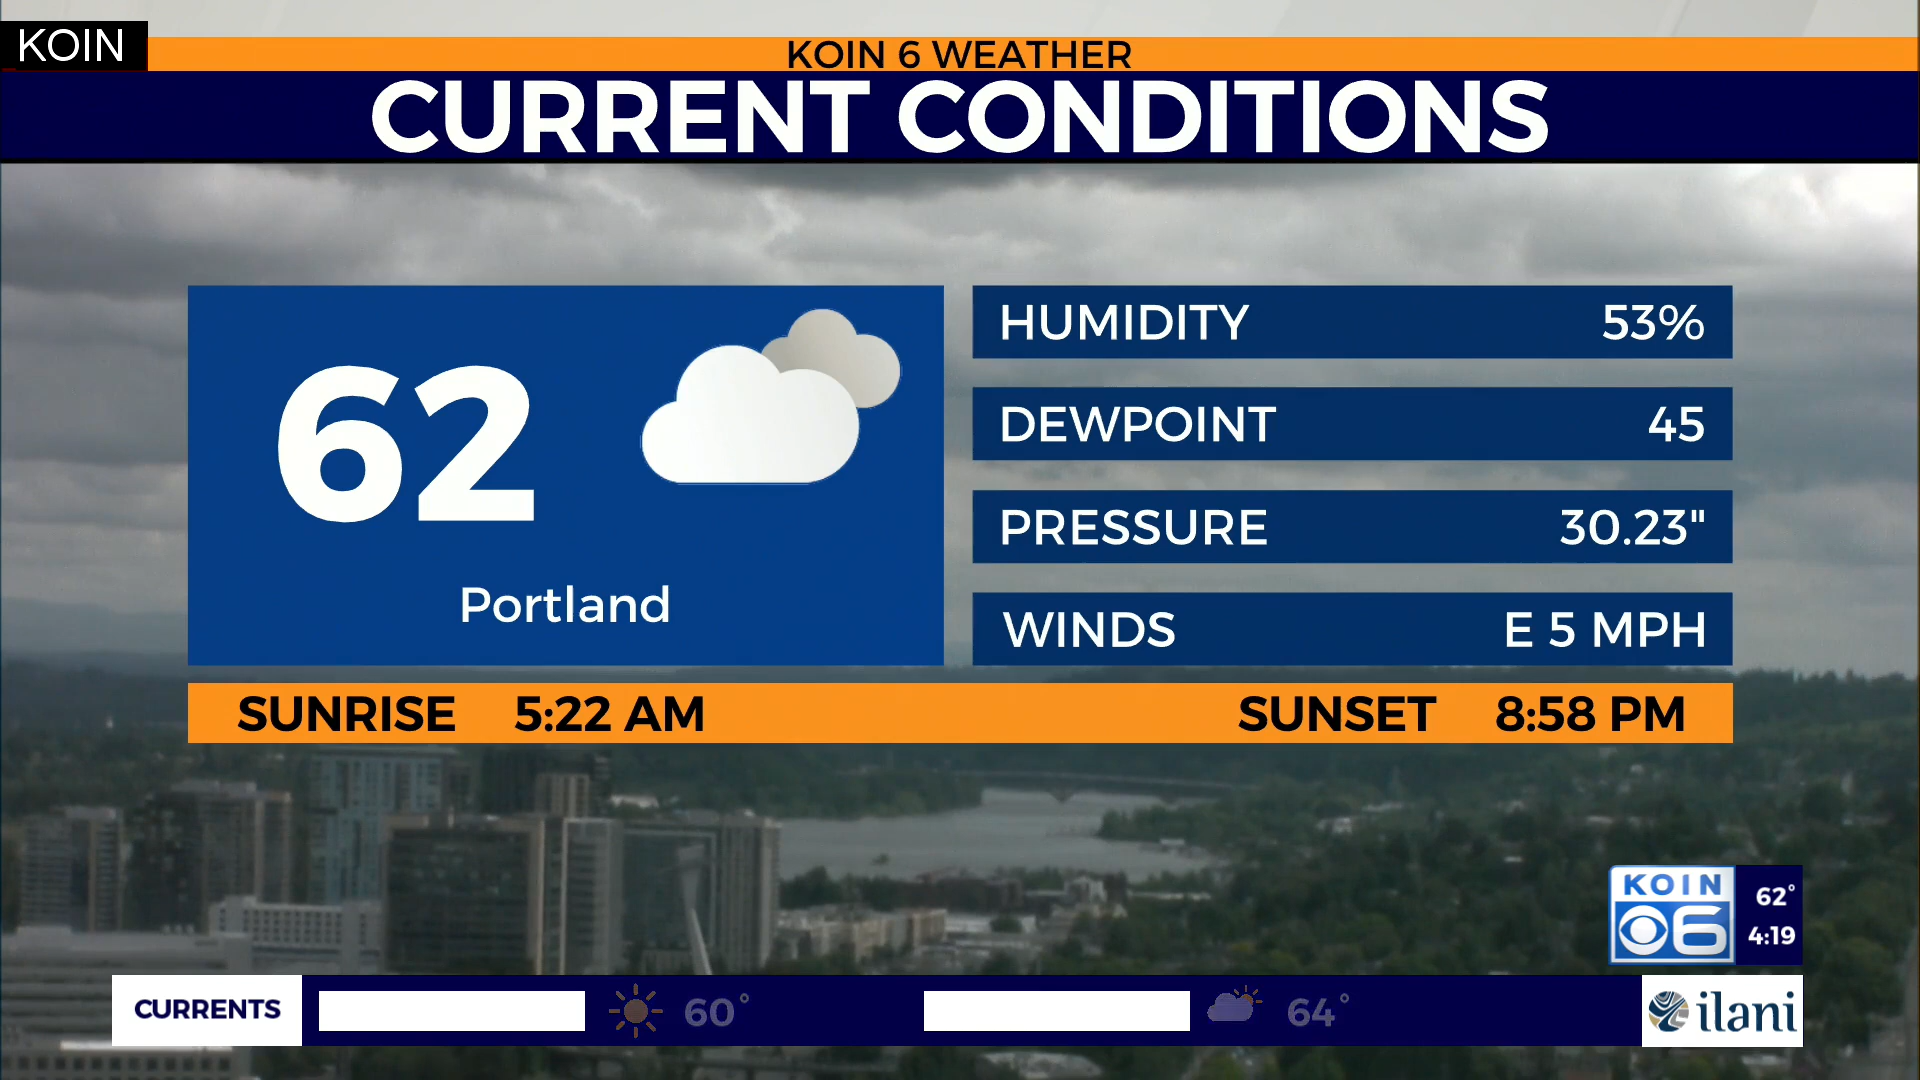 KOIN
KOIN 6 WEATHER
CURRENT CONDITIONS
62
Portland
HUMIDITY 53%
DEWPOINT 45
PRESSURE 30.23"
WINDS E 5 MPH
SUNRISE 5:22 AM SUNSET 8:58 PM
KOIN 6
62°
4:19
CURRENTS 60° 64° ilani